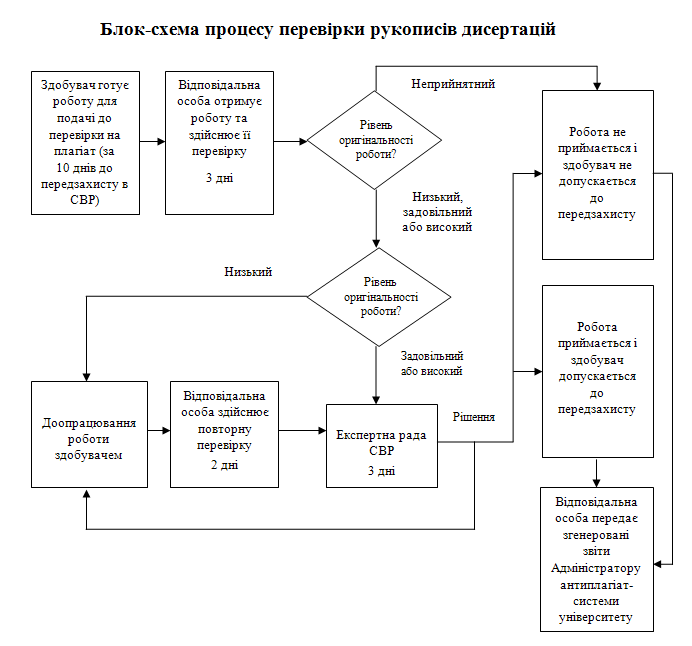 Блок-схема процесу перевірки рукописів дисертацій
Здобувач готує
роботу для
подачі до
перевірки на
плагіат (за
10 днів до
передзахисту в
СВР)
Відповідальна
особа отримує
роботу та
здійснює її
перевірку
3 дні
Рівень
оригінальності
роботи?
Неприйнятний
Робота не
приймається і
здобувач не
допускається
до
передзахисту
Низький,
задовільний
або високий
Низький
Рівень
оригінальності
роботи?
Задовільний
або високий
Робота
приймається і
здобувач
допускається
до
передзахисту
Доопрацювання
роботи
здобувачем
Відповідальна
особа здійснює
повторну
перевірку
2 дні
Експертна рада
СВР
3 дні
Рішення
Відповідальна
особа передає
згенеровані
звіти
Адміністратору
антиплагіат-
системи
університету